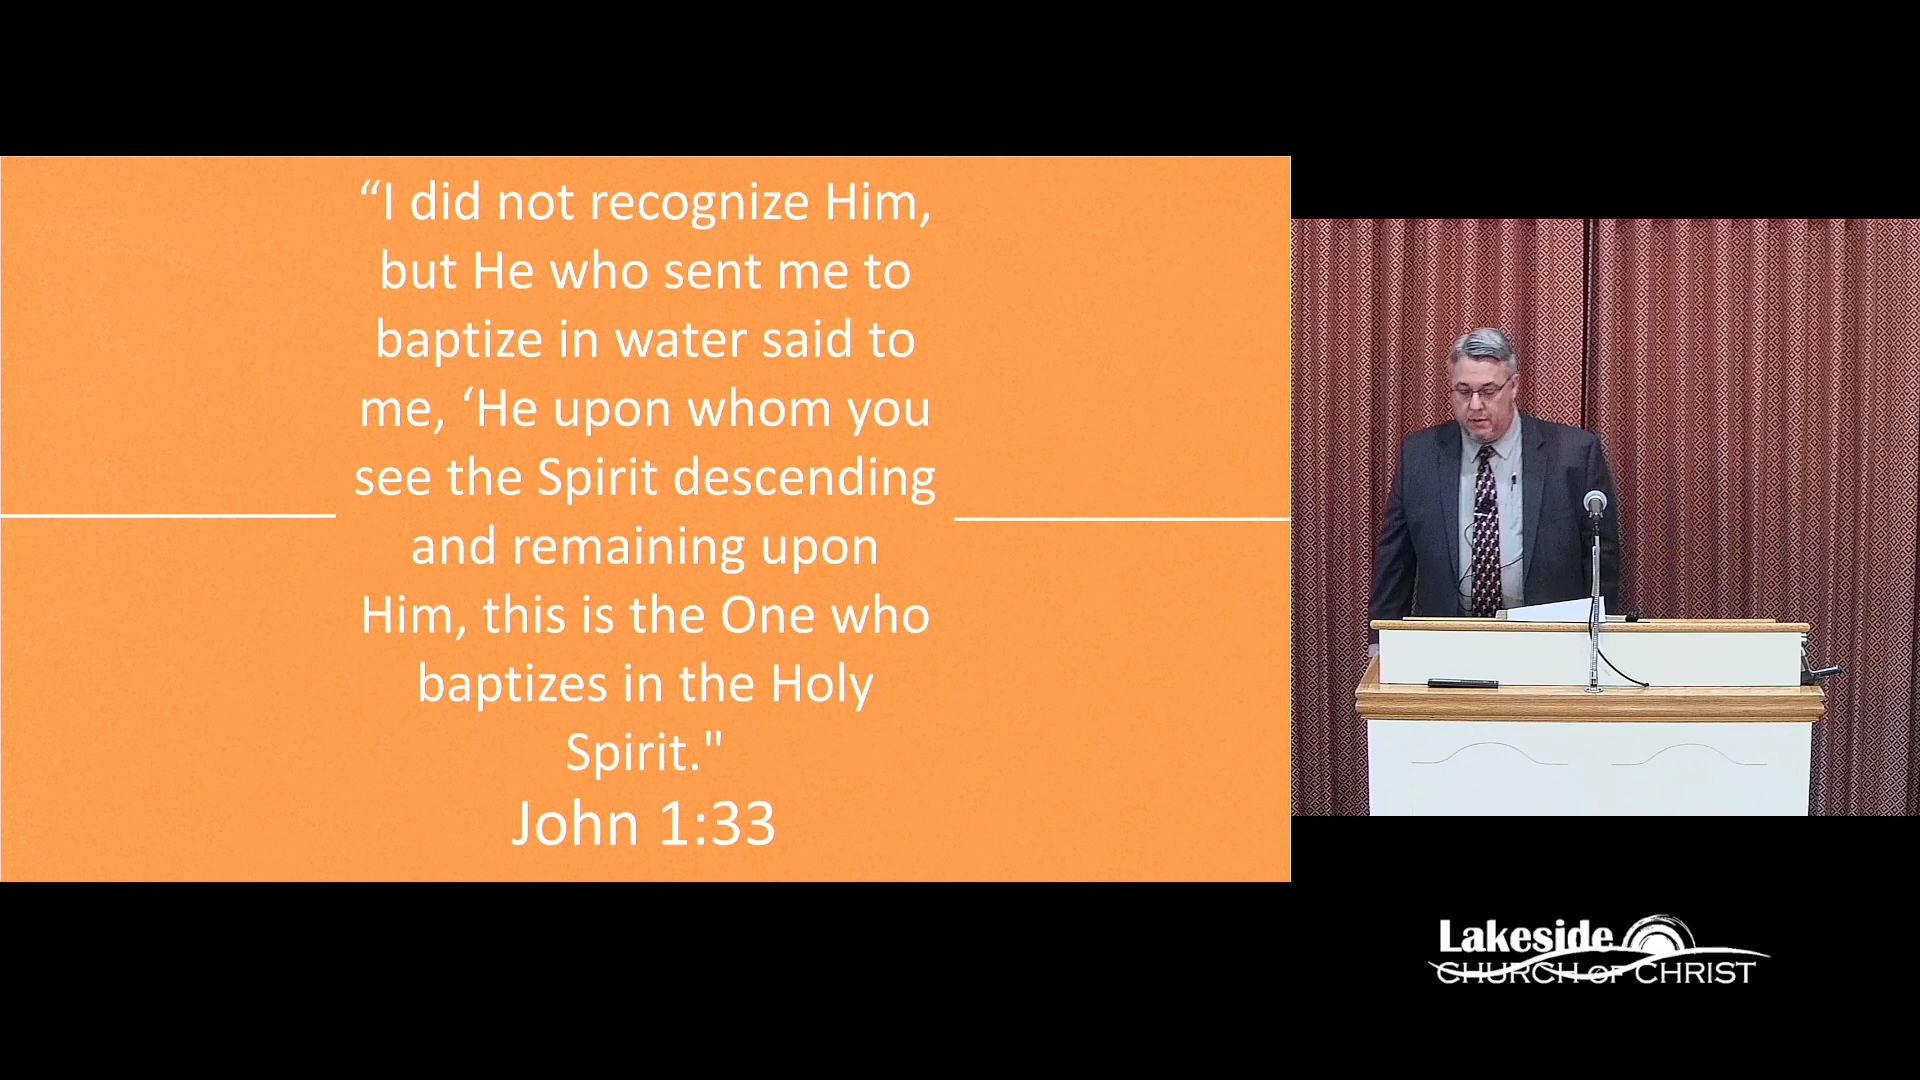 “I did not recognize Him,
but He who sent me to
baptize in water said to
me, ‘He upon whom you
see the Spirit descending
and remaining upon
Him, this is the One who
baptizes in the Holy
Spirit."
John 1:33
Lakeside
CHURCH OF CHRIST